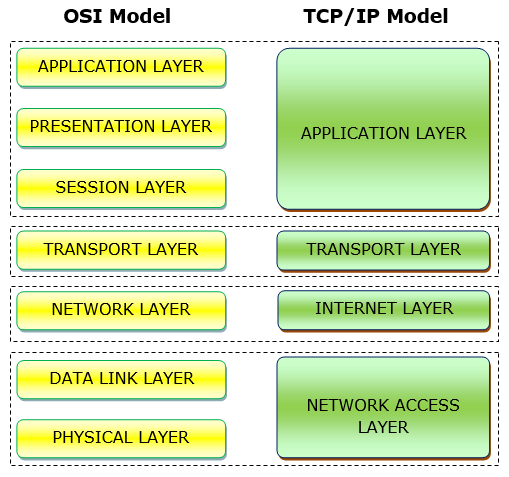 OSI Model
TCP/IP Model
APPLICATION LAYER
PRESENTATION LAYER
SESSION LAYER
APPLICATION LAYER
TRANSPORT LAYER
TRANSPORT LAYER
NETWORK LAYER
INTERNET LAYER
DATA LINK LAYER
PHYSICAL LAYER
NETWORK ACCESS
LAYER